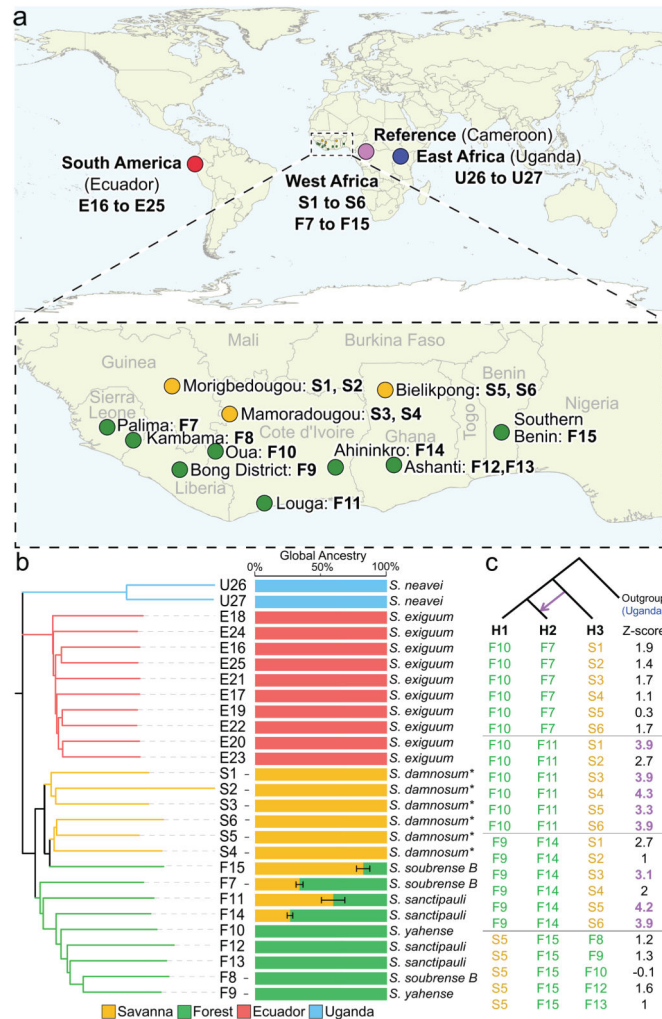 a
Reference (Cameroon)
South America
(Ecuador)
E16 to E25
East Africa (Uganda)
U26 to U27
West Africa
S1 to S6
F7 to F15
Mali
Burkina Faso
Guinea
Morigbedougou: S1, S2
Bielikpong: S5, S6
Benin
Nigeria
Sierra
Leone
Mamoradougou: S3, S4
Palima: F7
Kambama: F8
Cote d'Ivoire
Ghana
Togo
Southern
Benin: F15
Oua: F10
Ahininkro: F14
Bong District: F9
Ashanti: F12,F13
Liberia
Louga: F11
b
Global Ancestry
0% 50% 100%
U26 S. neavei
U27 S. neavei
E18 S. exiguum
E24 S. exiguum
E16 S. exiguum
E25 S. exiguum
E21 S. exiguum
E17 S. exiguum
E19 S. exiguum
E22 S. exiguum
E20 S. exiguum
E23 S. exiguum
S1 S. damnosum*
S2 S. damnosum*
S3 S. damnosum*
S6 S. damnosum*
S5 S. damnosum*
S4 S. damnosum*
F15 S. soubrense B
F7 S. soubrense B
F11 S. sanctipauli
F14 S. sanctipauli
F10 S. yahense
F12 S. sanctipauli
F13 S. sanctipauli
F8 S. soubrense B
F9 S. yahense
Savanna Forest Ecuador Uganda
c
Outgroup
(Uganda)
H1 H2 H3 Z-score
F10 F7 S1 1.9
F10 F7 S2 1.4
F10 F7 S3 1.7
F10 F7 S4 1.1
F10 F7 S5 0.3
F10 F7 S6 1.7
F10 F11 S1 3.9
F10 F11 S2 2.7
F10 F11 S3 3.9
F10 F11 S4 4.3
F10 F11 S5 3.3
F10 F11 S6 3.9
F9 F14 S1 2.7
F9 F14 S2 1
F9 F14 S3 3.1
F9 F14 S4 2
F9 F14 S5 4.2
F9 F14 S6 3.9
S5 F15 F8 1.2
S5 F15 F9 1.3
S5 F15 F10 -0.1
S5 F15 F12 1.6
S5 F15 F13 1